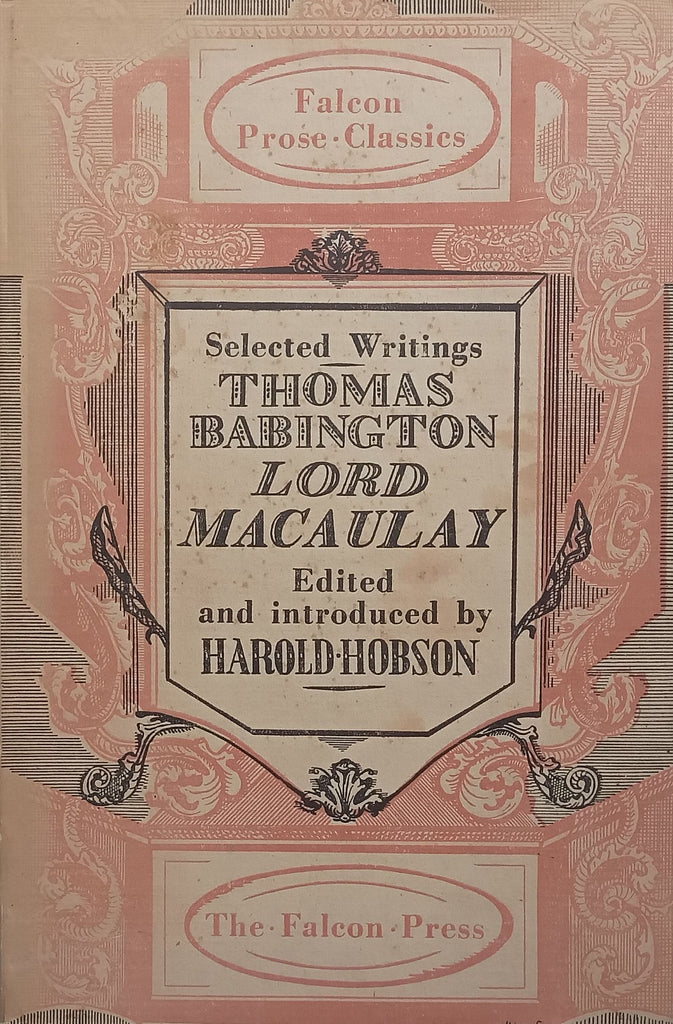 Falcon
Prose·Classics
Selected Writings
THOMAS
BABINGTON
LORD
MACAULAY
Edited
and introduced by
HAROLD·HOBSON
The·Falcon·Press